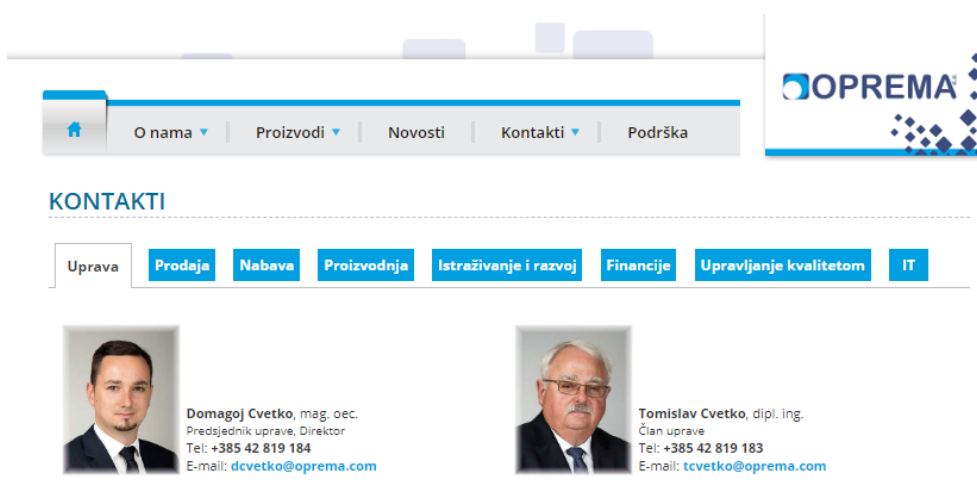 OPREMA d.d.
O nama
Proizvodi
Novosti
Kontakti
Podrška
KONTAKTI
Uprava
Prodaja
Nabava
Proizvodnja
Istraživanje i razvoj
Financije
Upravljanje kvalitetom
IT
Domagoj Cvetko, mag. oec.
Predsjednik uprave, Direktor
Tel: +385 42 819 184
E-mail: dcvetko@oprema.com
Tomislav Cvetko, dipl. ing.
Član uprave
Tel: +385 42 819 183
E-mail: tcvetko@oprema.com